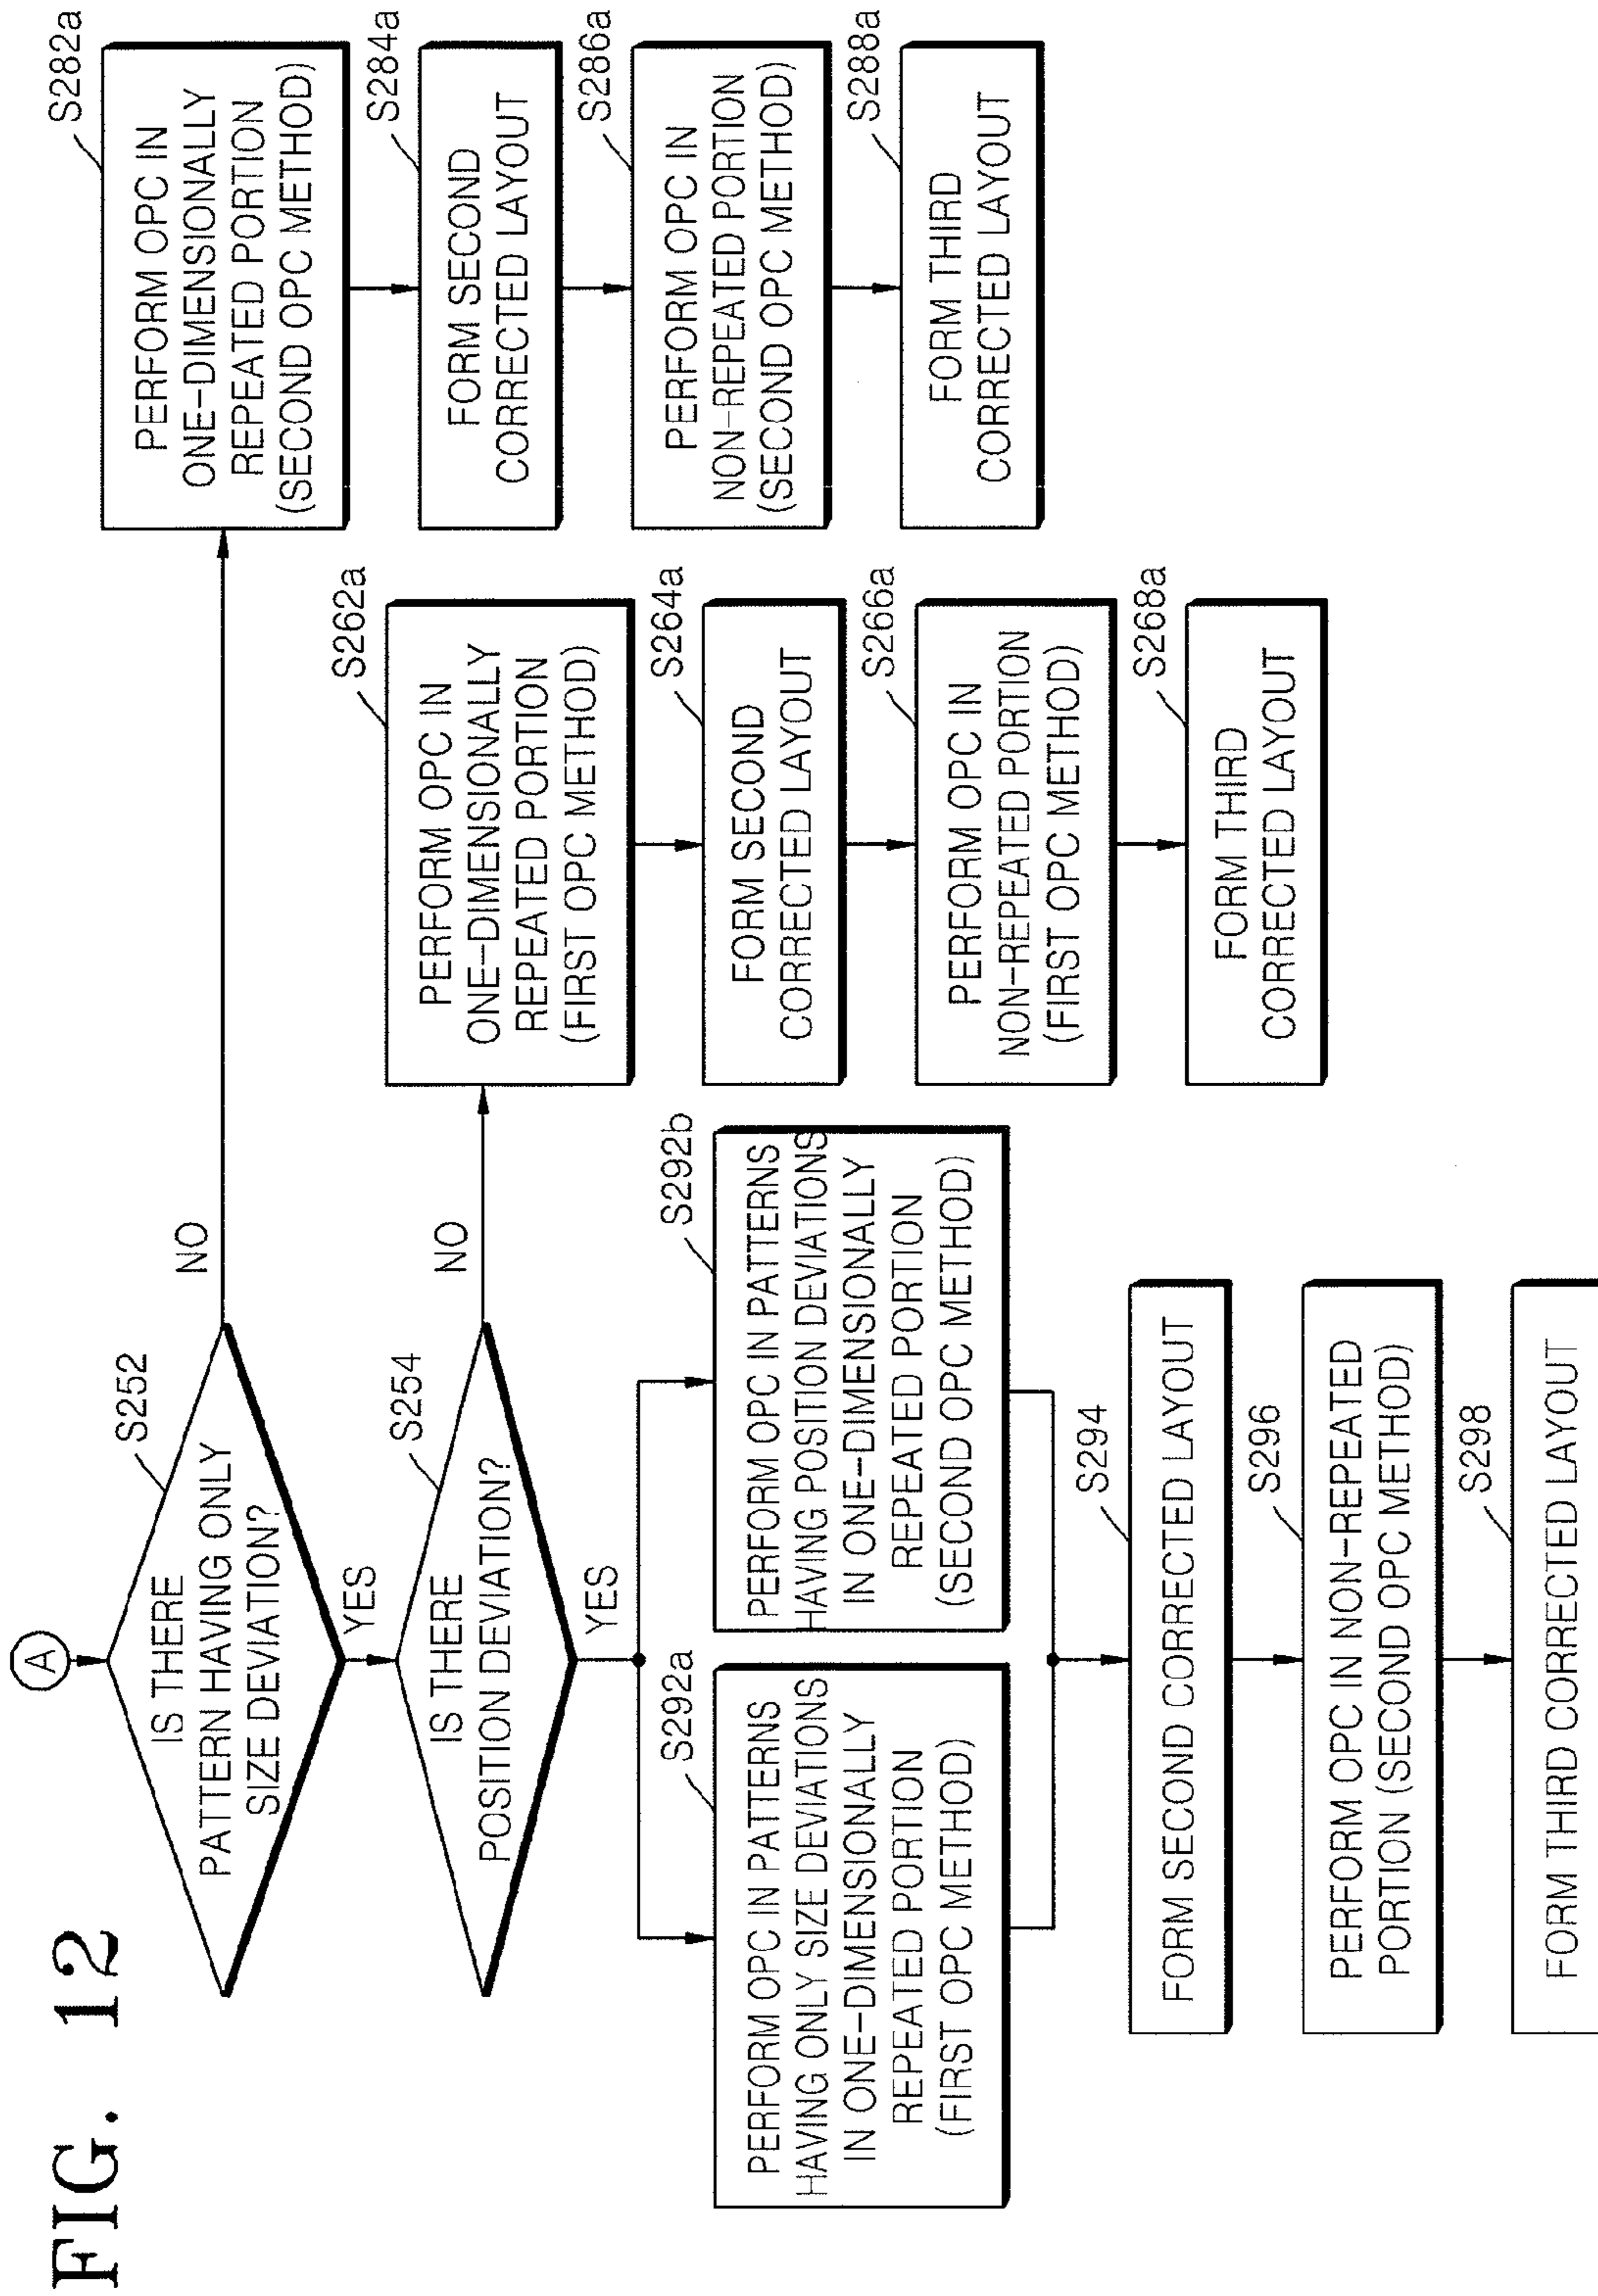 FIG. 12
A
S252
IS THERE
PATTERN HAVING ONLY
SIZE DEVIATION?
NO
YES
S254
IS THERE
POSITION DEVIATION?
NO
YES
S292a
PERFORM OPC IN PATTERNS
HAVING ONLY SIZE DEVIATIONS
IN ONE-DIMENSIONALLY
REPEATED PORTION
(FIRST OPC METHOD)
S292b
PERFORM OPC IN PATTERNS
HAVING POSITION DEVIATIONS
IN ONE-DIMENSIONALLY
REPEATED PORTION
(SECOND OPC METHOD)
S294
FORM SECOND CORRECTED LAYOUT
S296
PERFORM OPC IN NON-REPEATED
PORTION (SECOND OPC METHOD)
S298
FORM THIRD CORRECTED LAYOUT
S262a
PERFORM OPC IN
ONE-DIMENSIONALLY
REPEATED PORTION
(FIRST OPC METHOD)
S264a
FORM SECOND
CORRECTED LAYOUT
S266a
PERFORM OPC IN
NON-REPEATED PORTION
(FIRST OPC METHOD)
S268a
FORM THIRD
CORRECTED LAYOUT
S282a
PERFORM OPC IN
ONE-DIMENSIONALLY
REPEATED PORTION
(SECOND OPC METHOD)
S284a
FORM SECOND
CORRECTED LAYOUT
S286a
PERFORM OPC IN
NON-REPEATED PORTION
(SECOND OPC METHOD)
S288a
FORM THIRD
CORRECTED LAYOUT